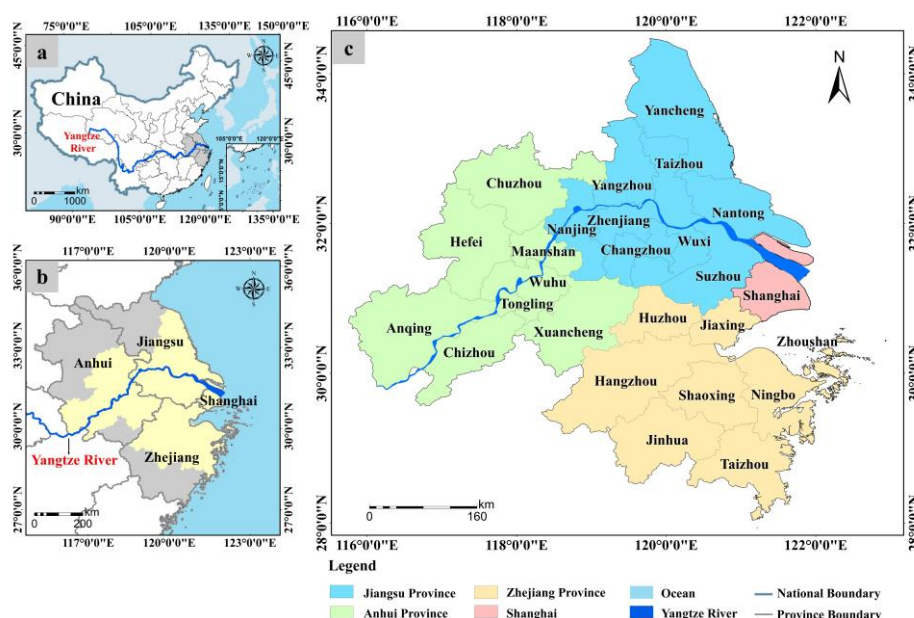 75°0'0"E 90°0'0"E 105°0'0"E 120°0'0"E 135°0'0"E 150°0'0"E
a
45°0'0"N
30°0'0"N
15°0'0"N
China
Yangtze
River
105°0'0"E 120°0'0"E
30°0'0"N
15°0'0"N
km
0 1000
90°0'0"E 105°0'0"E 120°0'0"E 135°0'0"E
117°0'0"E 120°0'0"E 123°0'0"E
b
36°0'0"N
33°0'0"N
30°0'0"N
27°0'0"N
Jiangsu
Anhui
Shanghai
Yangtze River
Zhejiang
km
0 200
117°0'0"E 120°0'0"E 123°0'0"E
116°0'0"E 118°0'0"E 120°0'0"E 122°0'0"E
c
N
34°0'0"N
32°0'0"N
30°0'0"N
28°0'0"N
Yancheng
Taizhou
Chuzhou
Yangzhou
Nantong
Zhenjiang
Nanjing
Hefei
Wuxi
Maanshan
Changzhou
Suzhou
Wuhu
Shanghai
Tongling
Huzhou
Jiaxing
Anqing
Xuancheng
Zhoushan
Chizhou
Hangzhou
Shaoxing
Ningbo
Jinhua
Taizhou
km
0 160
116°0'0"E 118°0'0"E 120°0'0"E 122°0'0"E
Legend
Jiangsu Province Zhejiang Province Ocean National Boundary
Anhui Province Shanghai Yangtze River Province Boundary